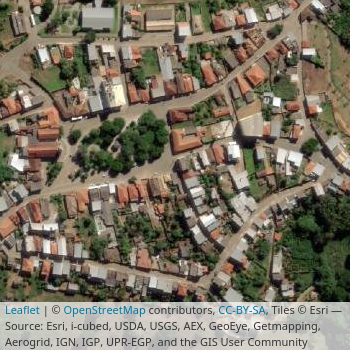 Leaflet | © OpenStreetMap contributors, CC-BY-SA, Tiles © Esri —
Source: Esri, i-cubed, USDA, USGS, AEX, GeoEye, Getmapping,
Aerogrid, IGN, IGP, UPR-EGP, and the GIS User Community